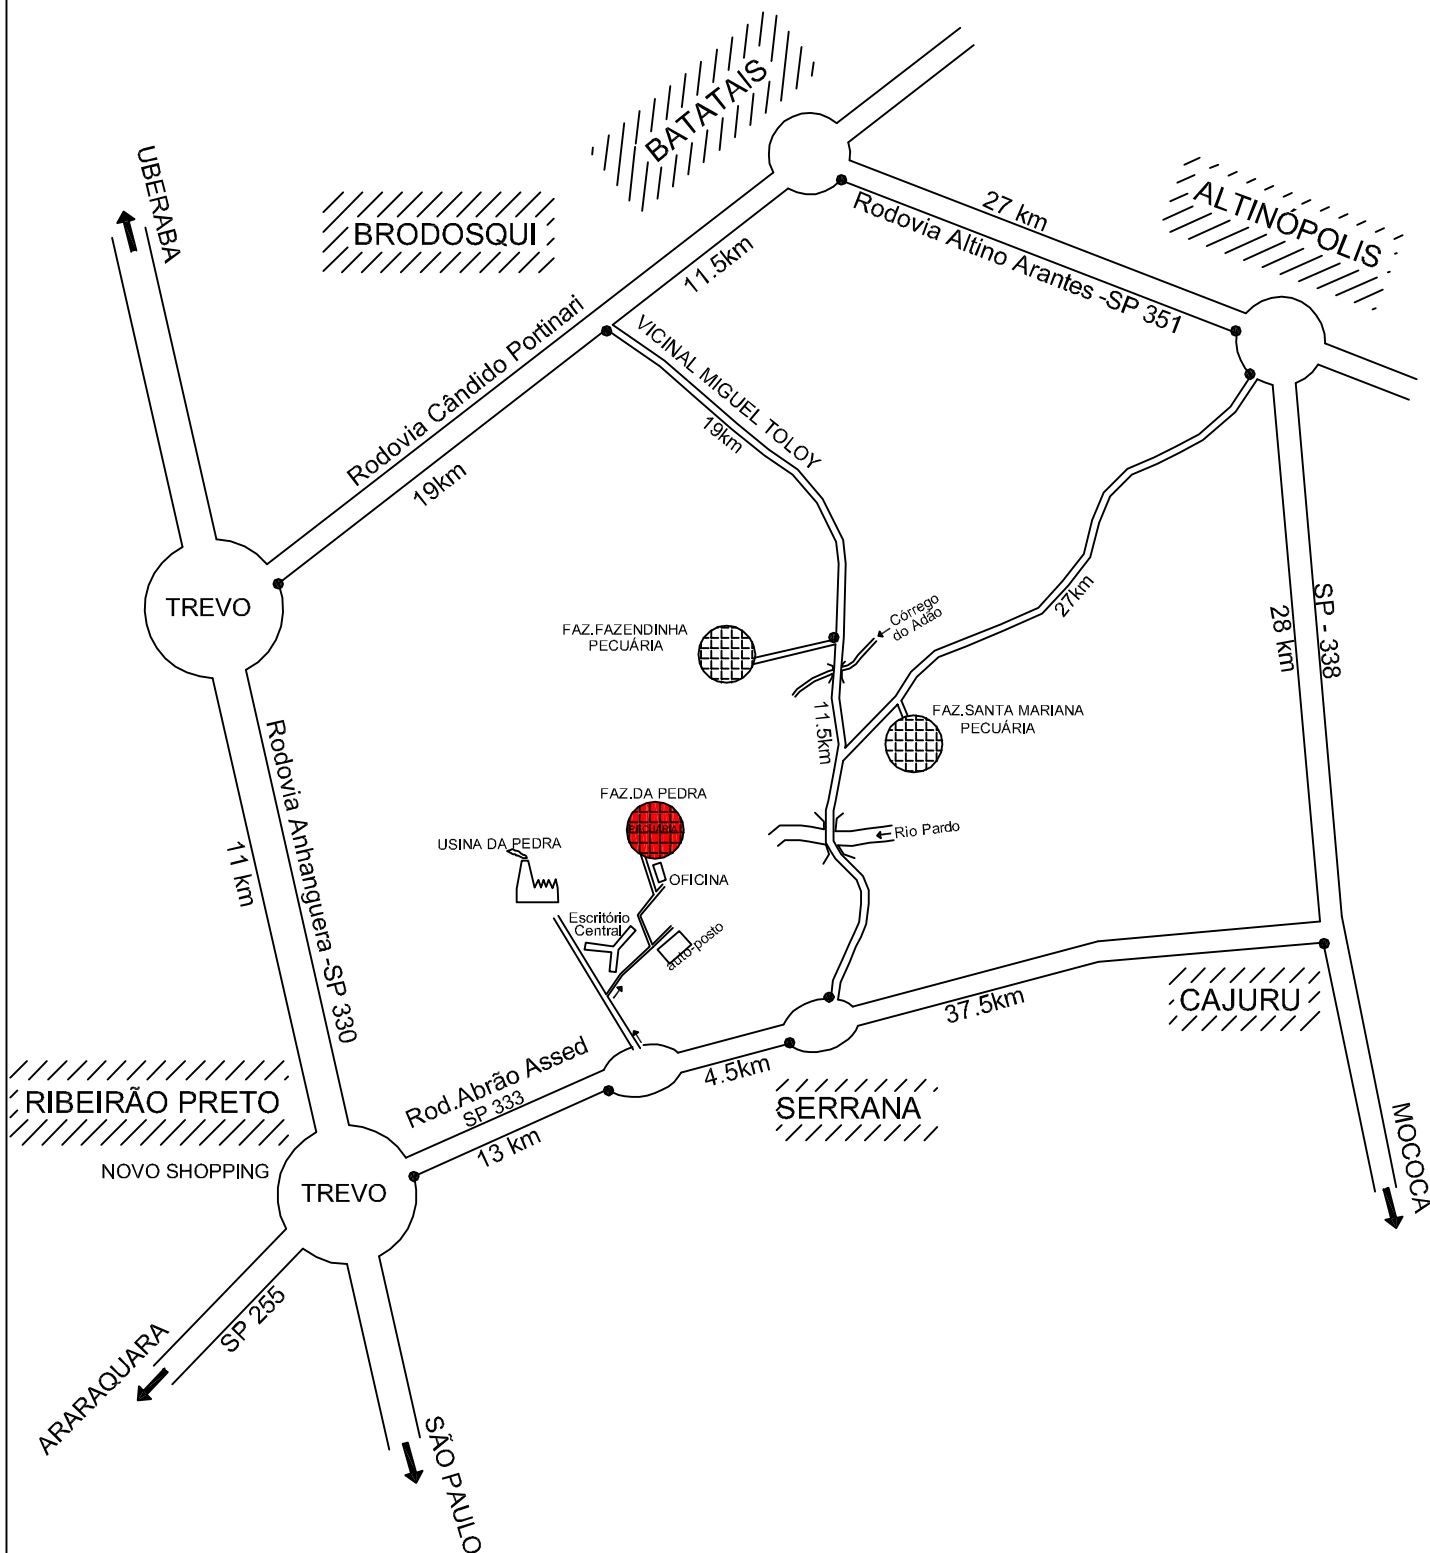 BATATAIS
UBERABA
BRODOSQUI
27 km
ALTINÓPOLIS
Rodovia Altino Arantes -SP 351
11.5km
Rodovia Cândido Portinari
VICINAL MIGUEL TOLOY
19km
19km
TREVO
27km
SP - 338
28 km
Córrego
do Adão
FAZ.FAZENDINHA
PECUÁRIA
11.5km
FAZ.SANTA MARIANA
PECUÁRIA
Rodovia Anhanguera -SP 330
11 km
FAZ.DA PEDRA
PECUÁRIA
Rio Pardo
USINA DA PEDRA
OFICINA
Escritório
Central
auto-posto
37.5km
CAJURU
Rod.Abrão Assed
SP 333
13 km
4.5km
SERRANA
RIBEIRÃO PRETO
NOVO SHOPPING
TREVO
MOCOCA
SP 255
ARARAQUARA
SÃO PAULO